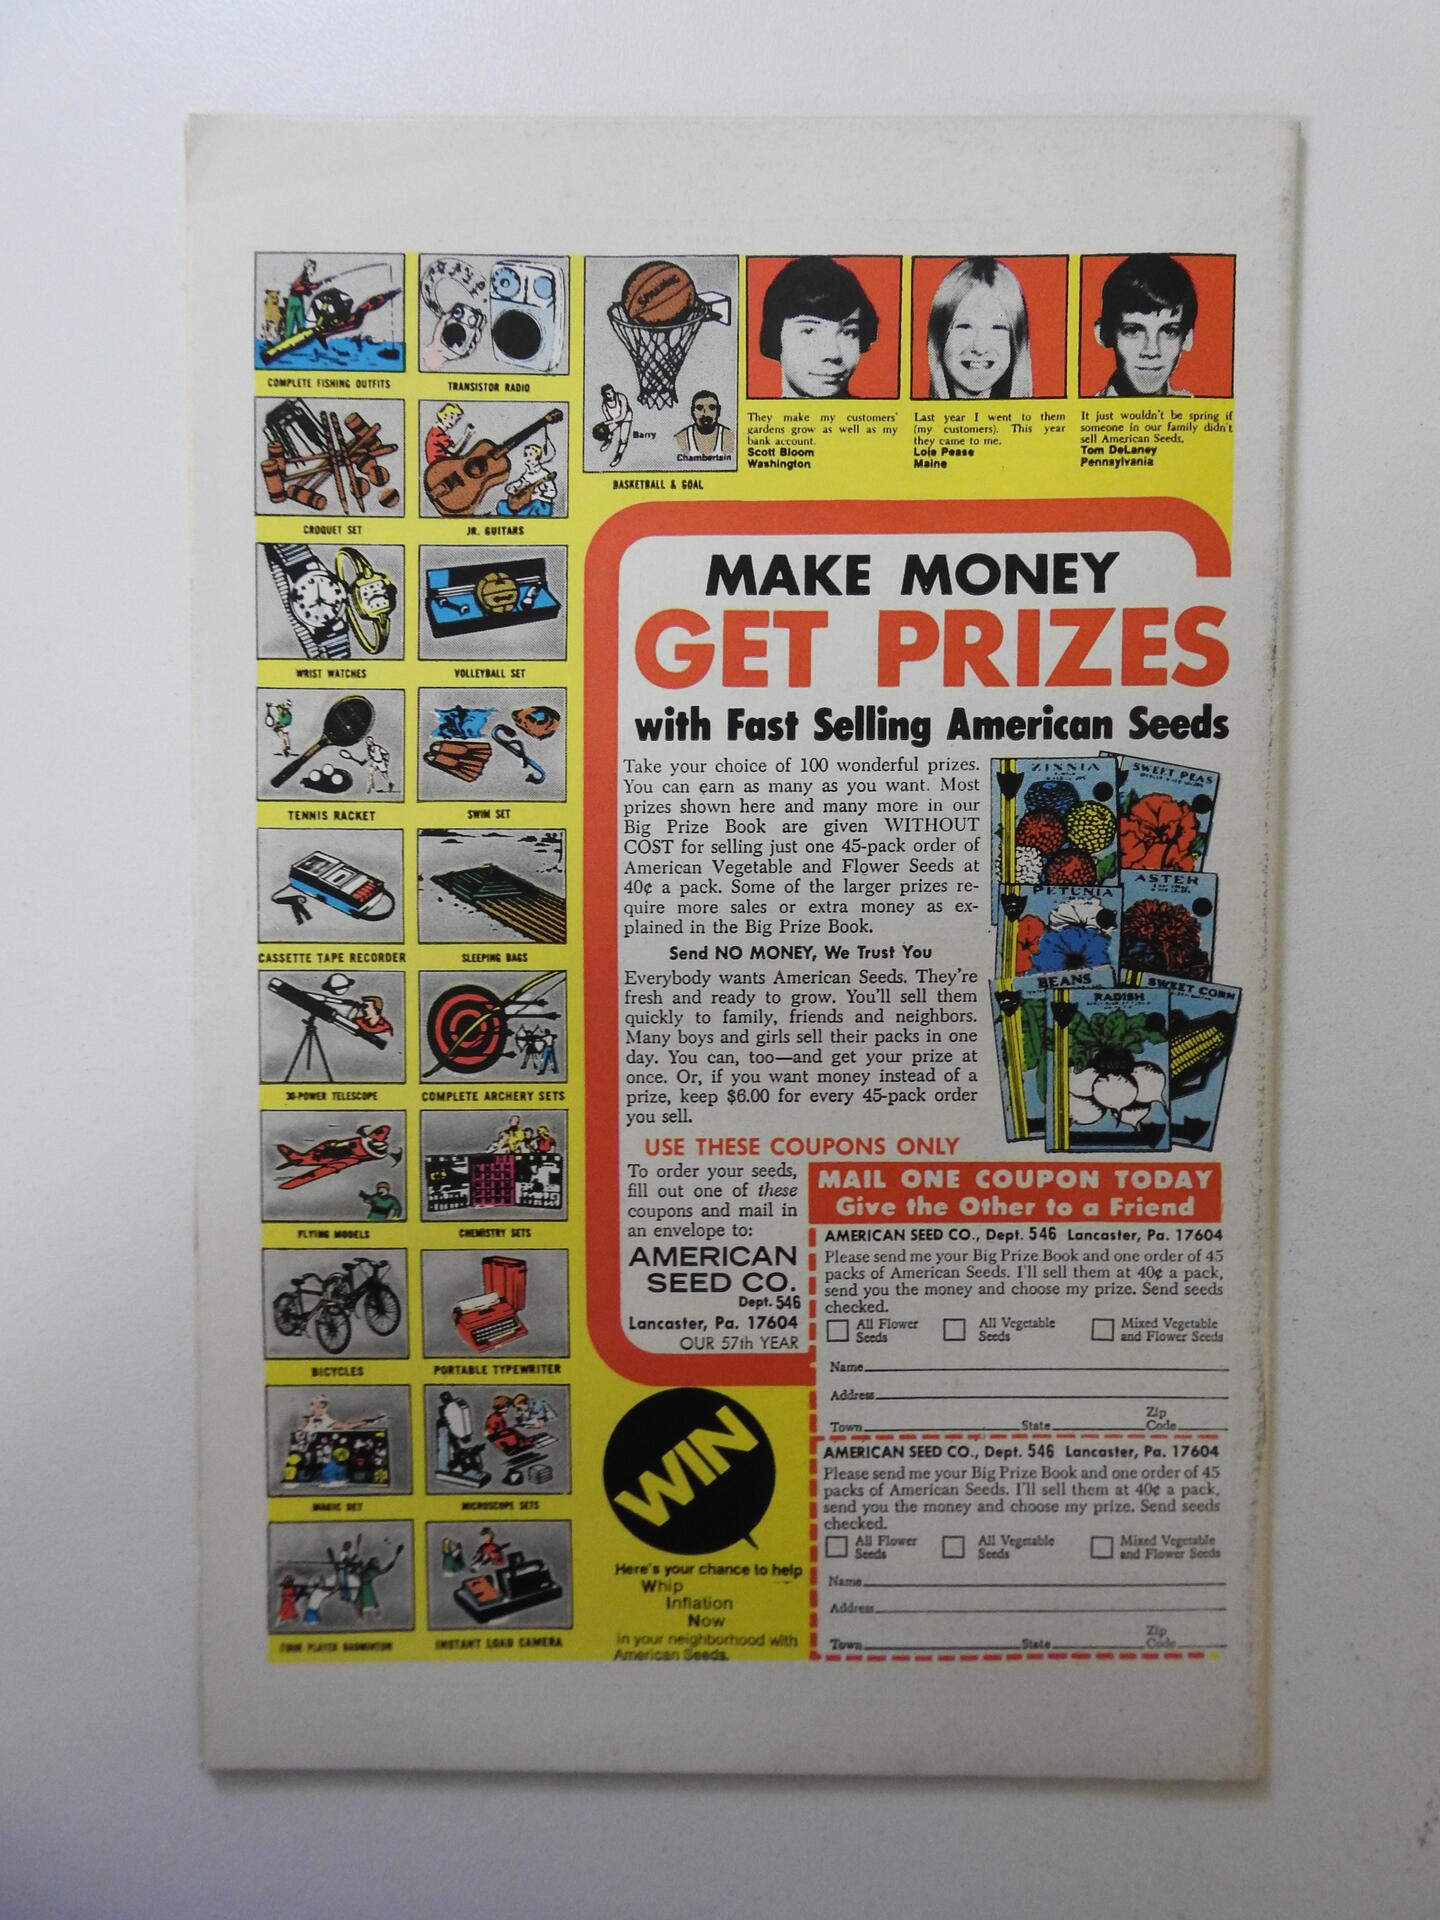 COMPLETE FISHING OUTFITS
TRANSISTOR RADIO
CROQUET SET
JR. GUITARS
WRIST WATCHES
VOLLEYBALL SET
TENNIS RACKET
SWIM SET
CASSETTE TAPE RECORDER
SLEEPING BAGS
30-POWER TELESCOPE
COMPLETE ARCHERY SETS
FLYING MODELS
CHEMISTRY SETS
BICYCLES
PORTABLE TYPEWRITER
MAGIC SET
MICROSCOPE SETS
FOUR PLAYER BADMINTON
INSTANT LOAD CAMERA
SPALDING
Barry
Chamberlain
BASKETBALL & GOAL
They make my customers'
gardens grow as well as my
bank account.
Scott Bloom
Washington
Last year I went to them
(my customers). This year
they came to me.
Lois Pease
Maine
It just wouldn't be spring if
someone in our family didn't
sell American Seeds.
Tom DeLaney
Pennsylvania
MAKE MONEY
GET PRIZES
with Fast Selling American Seeds
Take your choice of 100 wonderful prizes.
You can earn as many as you want. Most
prizes shown here and many more in our
Big Prize Book are given WITHOUT
COST for selling just one 45-pack order of
American Vegetable and Flower Seeds at
40¢ a pack. Some of the larger prizes re-
quire more sales or extra money as ex-
plained in the Big Prize Book.
Send NO MONEY, We Trust You
Everybody wants American Seeds. They're
fresh and ready to grow. You'll sell them
quickly to family, friends and neighbors.
Many boys and girls sell their packs in one
day. You can, too—and get your prize at
once. Or, if you want money instead of a
prize, keep $6.00 for every 45-pack order
you sell.
ZINNIA
SWEET PEAS
PETUNIA
ASTER
BEANS
RADISH
SWEET CORN
USE THESE COUPONS ONLY
To order your seeds,
fill out one of these
coupons and mail in
an envelope to:
AMERICAN
SEED CO.
Dept. 546
Lancaster, Pa. 17604
OUR 57th YEAR
WIN
Here's your chance to help
Whip
Inflation
Now
in your neighborhood with
American Seeds.
MAIL ONE COUPON TODAY
Give the Other to a Friend
AMERICAN SEED CO., Dept. 546 Lancaster, Pa. 17604
Please send me your Big Prize Book and one order of 45
packs of American Seeds. I'll sell them at 40¢ a pack,
send you the money and choose my prize. Send seeds
checked.
All Flower Seeds
All Vegetable Seeds
Mixed Vegetable and Flower Seeds
Name
Address
Town State Zip Code
AMERICAN SEED CO., Dept. 546 Lancaster, Pa. 17604
Please send me your Big Prize Book and one order of 45
packs of American Seeds. I'll sell them at 40¢ a pack,
send you the money and choose my prize. Send seeds
checked.
All Flower Seeds
All Vegetable Seeds
Mixed Vegetable and Flower Seeds
Name
Address
Town State Zip Code